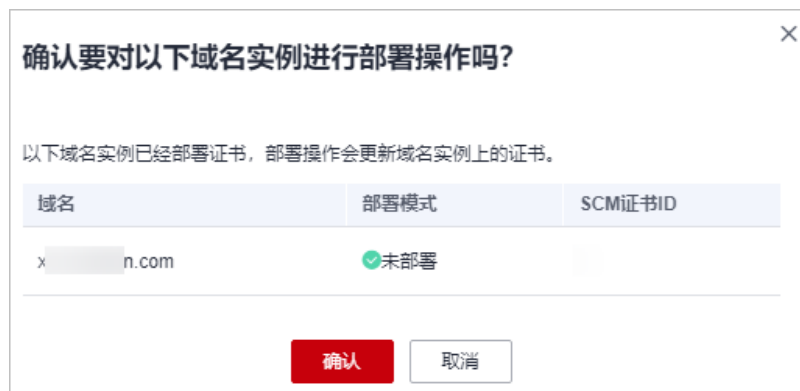 确认要对以下域名实例进行部署操作吗？
以下域名实例已经部署证书，部署操作会更新域名实例上的证书。
域名 部署模式 SCM证书ID
x n.com 未部署
确认 取消